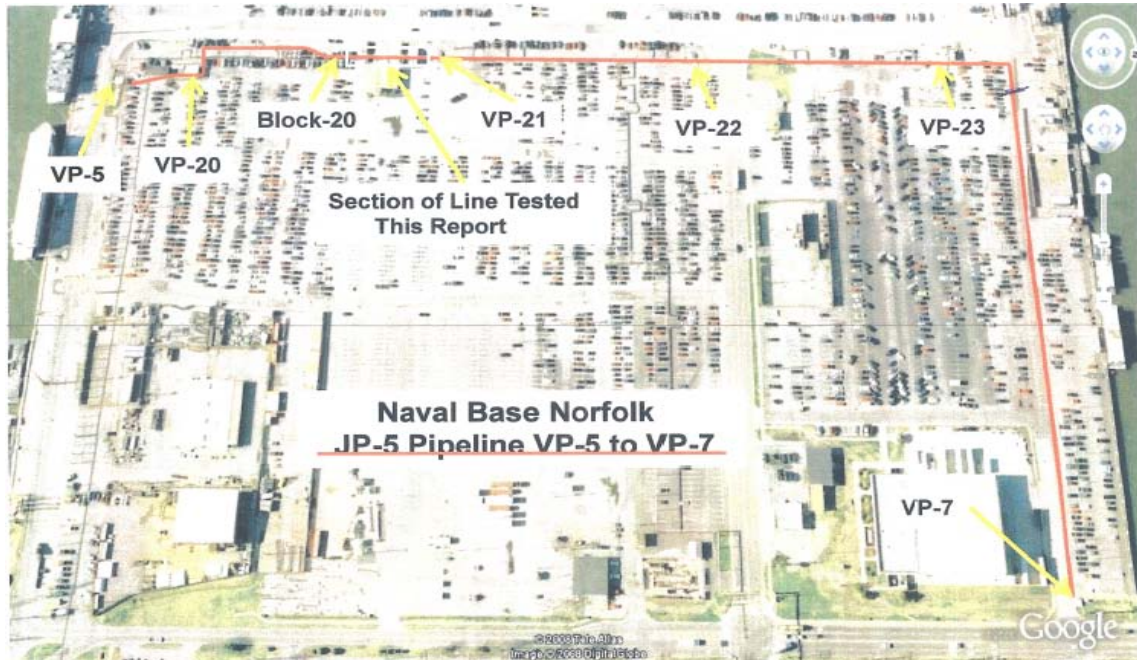 VP-5
VP-20
Block-20
VP-21
VP-22
VP-23
Section of Line Tested
This Report
Naval Base Norfolk
JP-5 Pipeline VP-5 to VP-7
VP-7
© 2008 Tele Atlas
Image © 2008 DigitalGlobe
Google